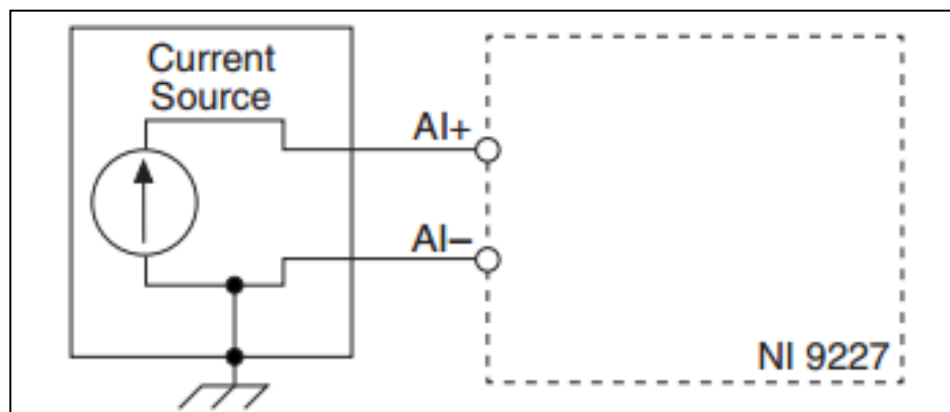 Current
Source
AI+
AI–
NI 9227